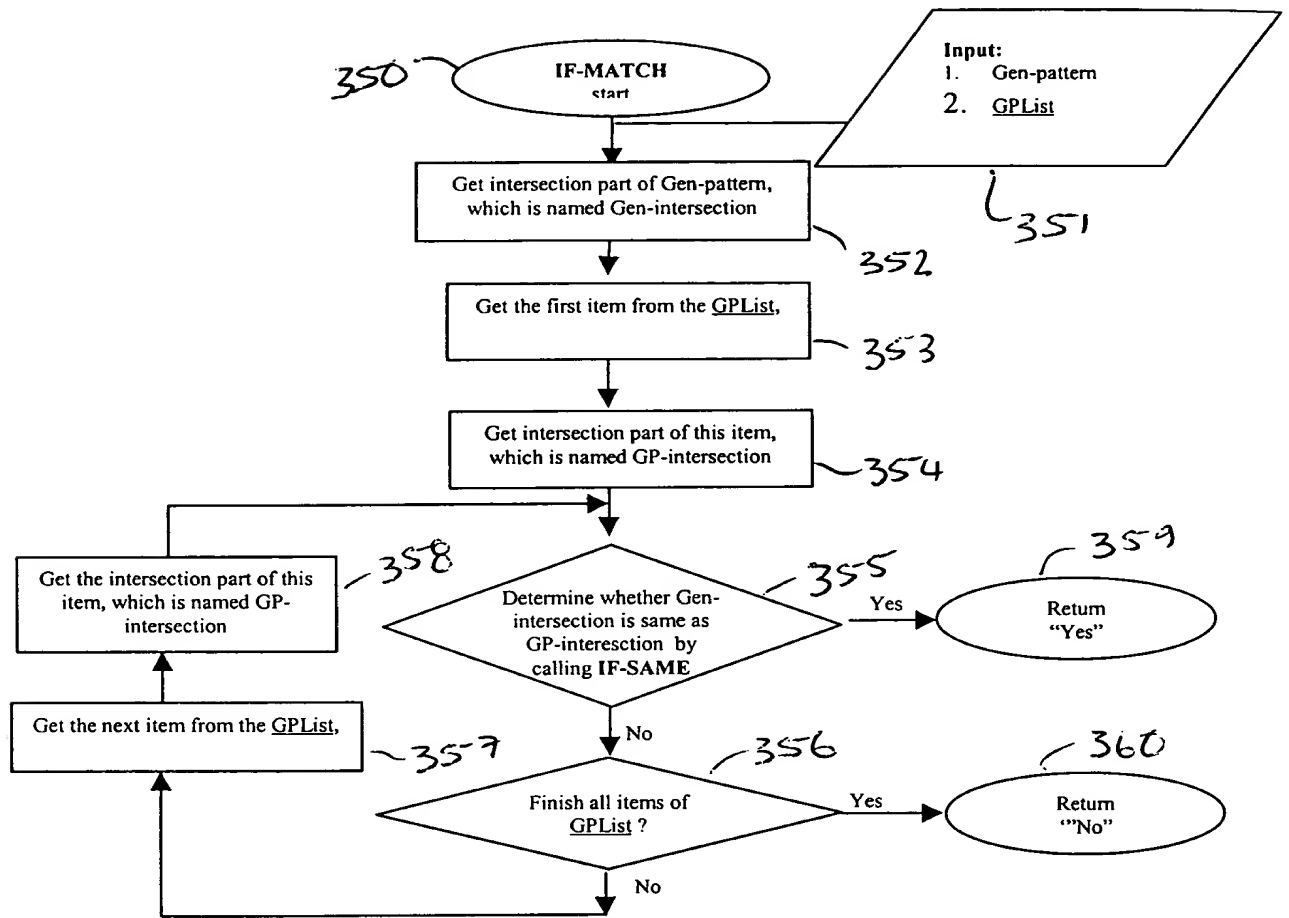 350
IF-MATCH
start
Input:
1. Gen-pattern
2. GPList
351
Get intersection part of Gen-pattern,
which is named Gen-intersection
352
Get the first item from the GPList,
353
Get intersection part of this item,
which is named GP-intersection
354
Get the intersection part of this
item, which is named GP-
intersection
358
Determine whether Gen-
intersection is same as
GP-interesction by
calling IF-SAME
355
Yes
Return
"Yes"
359
No
Get the next item from the GPList,
357
Finish all items of
GPList ?
356
Yes
Return
'"No"
360
No